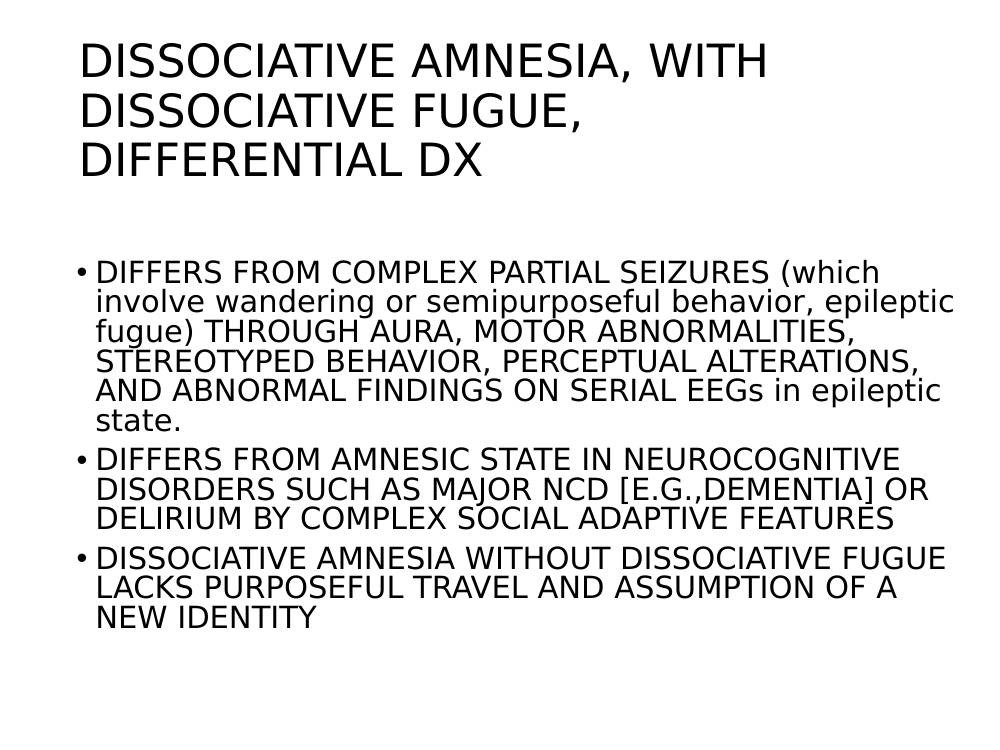 DISSOCIATIVE AMNESIA, WITH
DISSOCIATIVE FUGUE,
DIFFERENTIAL DX
• DIFFERS FROM COMPLEX PARTIAL SEIZURES (which
involve wandering or semipurposeful behavior, epileptic
fugue) THROUGH AURA, MOTOR ABNORMALITIES,
STEREOTYPED BEHAVIOR, PERCEPTUAL ALTERATIONS,
AND ABNORMAL FINDINGS ON SERIAL EEGs in epileptic
state.
• DIFFERS FROM AMNESIC STATE IN NEUROCOGNITIVE
DISORDERS SUCH AS MAJOR NCD [E.G.,DEMENTIA] OR
DELIRIUM BY COMPLEX SOCIAL ADAPTIVE FEATURES
• DISSOCIATIVE AMNESIA WITHOUT DISSOCIATIVE FUGUE
LACKS PURPOSEFUL TRAVEL AND ASSUMPTION OF A
NEW IDENTITY